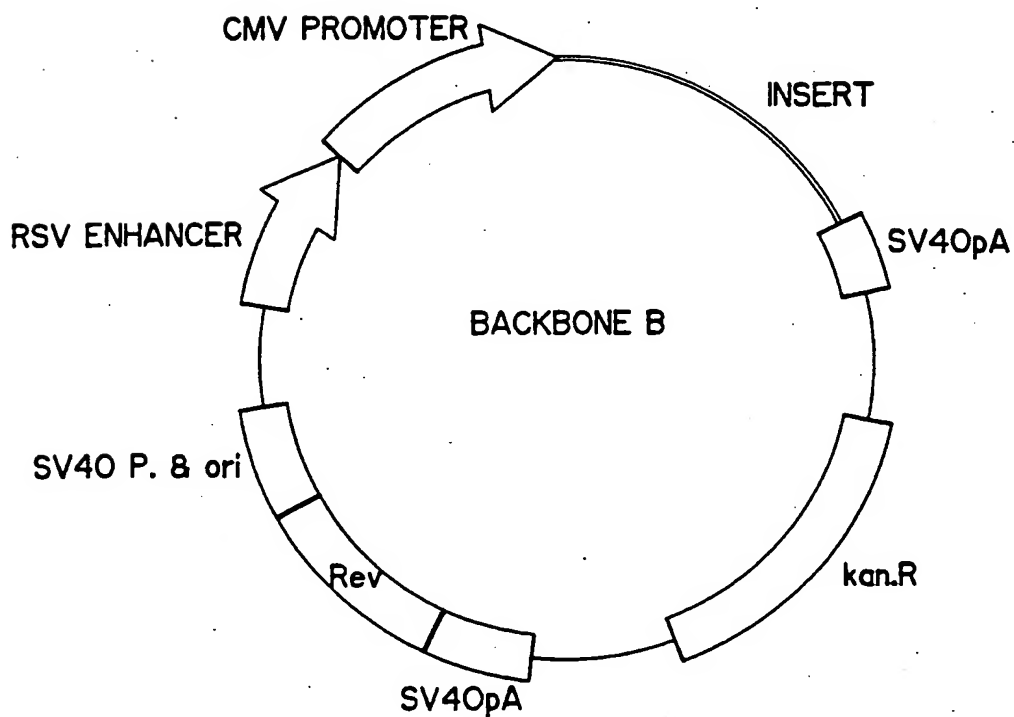 CMV PROMOTER
INSERT
RSV ENHANCER
SV40pA
BACKBONE B
SV40 P. & ori
Rev
kan.R
SV40pA